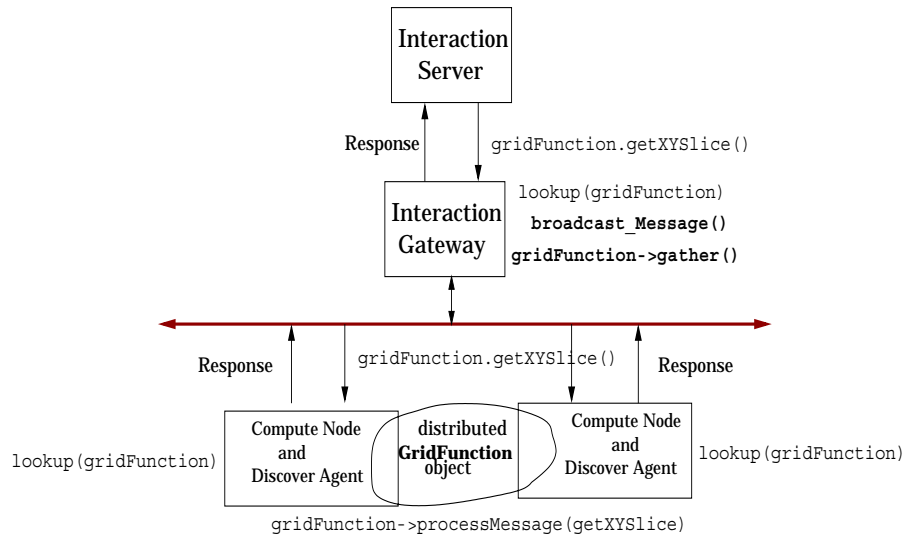 Interaction
Server
Response
gridFunction.getXYSlice()
Interaction
Gateway
lookup(gridFunction)
broadcast_Message()
gridFunction->gather()
Response
gridFunction.getXYSlice()
Response
lookup(gridFunction)
Compute Node
and
Discover Agent
distributed
GridFunction
object
Compute Node
and
Discover Agent
lookup(gridFunction)
gridFunction->processMessage(getXYSlice)